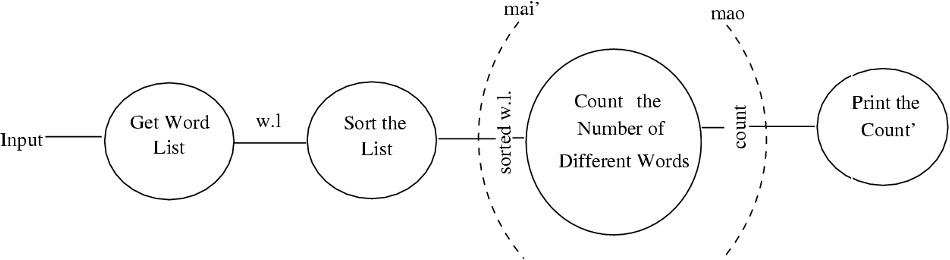 mai'
mao
Input
Get Word
List
w.l
Sort the
List
sorted w.l.
Count the
Number of
Different Words
count
Print the
Count'